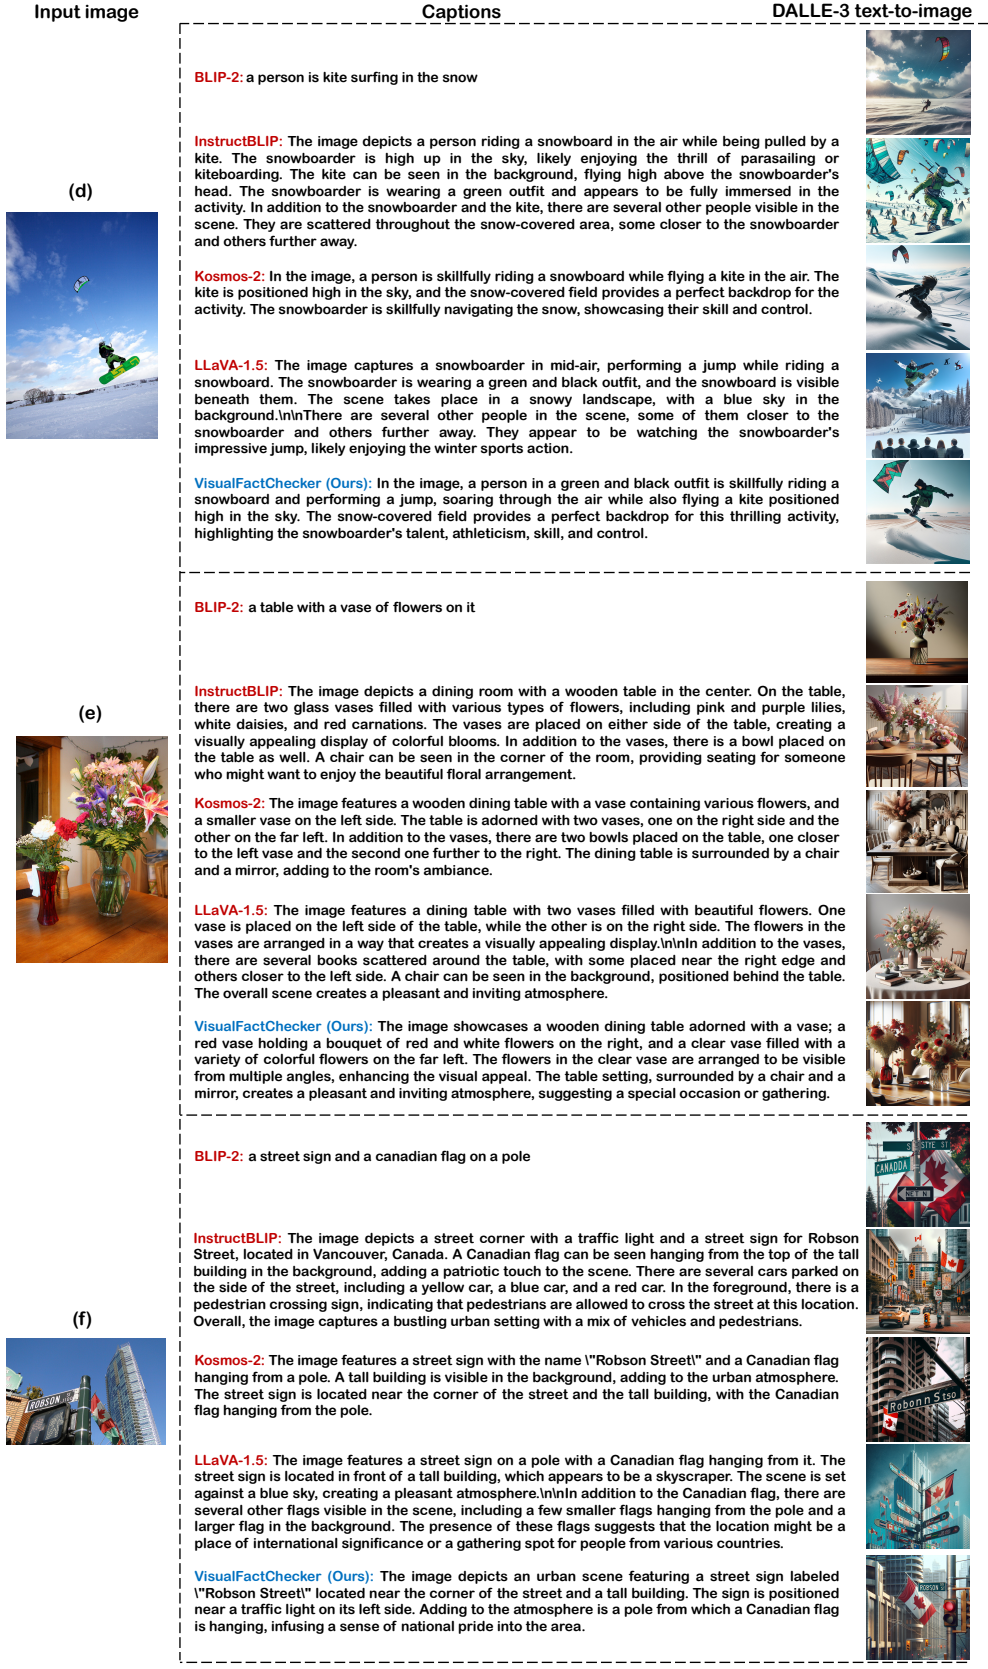 Input image
Captions
DALLE-3 text-to-image
(d)
BLIP-2: a person is kite surfing in the snow
InstructBLIP: The image depicts a person riding a snowboard in the air while being pulled by a
kite. The snowboarder is high up in the sky, likely enjoying the thrill of parasailing or
kiteboarding. The kite can be seen in the background, flying high above the snowboarder's
head. The snowboarder is wearing a green outfit and appears to be fully immersed in the
activity. In addition to the snowboarder and the kite, there are several other people visible in the
scene. They are scattered throughout the snow-covered area, some closer to the snowboarder
and others further away.
Kosmos-2: In the image, a person is skillfully riding a snowboard while flying a kite in the air. The
kite is positioned high in the sky, and the snow-covered field provides a perfect backdrop for the
activity. The snowboarder is skillfully navigating the snow, showcasing their skill and control.
LLaVA-1.5: The image captures a snowboarder in mid-air, performing a jump while riding a
snowboard. The snowboarder is wearing a green and black outfit, and the snowboard is visible
beneath them. The scene takes place in a snowy landscape, with a blue sky in the
background.\n\nThere are several other people in the scene, some of them closer to the
snowboarder and others further away. They appear to be watching the snowboarder's
impressive jump, likely enjoying the winter sports action.
VisualFactChecker (Ours): In the image, a person in a green and black outfit is skillfully riding a
snowboard and performing a jump, soaring through the air while also flying a kite positioned
high in the sky. The snow-covered field provides a perfect backdrop for this thrilling activity,
highlighting the snowboarder's talent, athleticism, skill, and control.
(e)
BLIP-2: a table with a vase of flowers on it
InstructBLIP: The image depicts a dining room with a wooden table in the center. On the table,
there are two glass vases filled with various types of flowers, including pink and purple lilies,
white daisies, and red carnations. The vases are placed on either side of the table, creating a
visually appealing display of colorful blooms. In addition to the vases, there is a bowl placed on
the table as well. A chair can be seen in the corner of the room, providing seating for someone
who might want to enjoy the beautiful floral arrangement.
Kosmos-2: The image features a wooden dining table with a vase containing various flowers, and
a smaller vase on the left side. The table is adorned with two vases, one on the right side and the
other on the far left. In addition to the vases, there are two bowls placed on the table, one closer
to the left vase and the second one further to the right. The dining table is surrounded by a chair
and a mirror, adding to the room's ambiance.
LLaVA-1.5: The image features a dining table with two vases filled with beautiful flowers. One
vase is placed on the left side of the table, while the other is on the right side. The flowers in the
vases are arranged in a way that creates a visually appealing display.\n\nIn addition to the vases,
there are several books scattered around the table, with some placed near the right edge and
others closer to the left side. A chair can be seen in the background, positioned behind the table.
The overall scene creates a pleasant and inviting atmosphere.
VisualFactChecker (Ours): The image showcases a wooden dining table adorned with a vase; a
red vase holding a bouquet of red and white flowers on the right, and a clear vase filled with a
variety of colorful flowers on the far left. The flowers in the clear vase are arranged to be visible
from multiple angles, enhancing the visual appeal. The table setting, surrounded by a chair and a
mirror, creates a pleasant and inviting atmosphere, suggesting a special occasion or gathering.
(f)
ROBSON ST
BLIP-2: a street sign and a canadian flag on a pole
STYE ST
CANADDA
NET N
InstructBLIP: The image depicts a street corner with a traffic light and a street sign for Robson
Street, located in Vancouver, Canada. A Canadian flag can be seen hanging from the top of the tall
building in the background, adding a patriotic touch to the scene. There are several cars parked on
the side of the street, including a yellow car, a blue car, and a red car. In the foreground, there is a
pedestrian crossing sign, indicating that pedestrians are allowed to cross the street at this location.
Overall, the image captures a bustling urban setting with a mix of vehicles and pedestrians.
Kosmos-2: The image features a street sign with the name \"Robson Street\" and a Canadian flag
hanging from a pole. A tall building is visible in the background, adding to the urban atmosphere.
The street sign is located near the corner of the street and the tall building, with the Canadian
flag hanging from the pole.
Robonn Stso
LLaVA-1.5: The image features a street sign on a pole with a Canadian flag hanging from it. The
street sign is located in front of a tall building, which appears to be a skyscraper. The scene is set
against a blue sky, creating a pleasant atmosphere.\n\nIn addition to the Canadian flag, there are
several other flags visible in the scene, including a few smaller flags hanging from the pole and a
larger flag in the background. The presence of these flags suggests that the location might be a
place of international significance or a gathering spot for people from various countries.
VisualFactChecker (Ours): The image depicts an urban scene featuring a street sign labeled
\"Robson Street\" located near the corner of the street and a tall building. The sign is positioned
near a traffic light on its left side. Adding to the atmosphere is a pole from which a Canadian flag
is hanging, infusing a sense of national pride into the area.
ROBSON ST